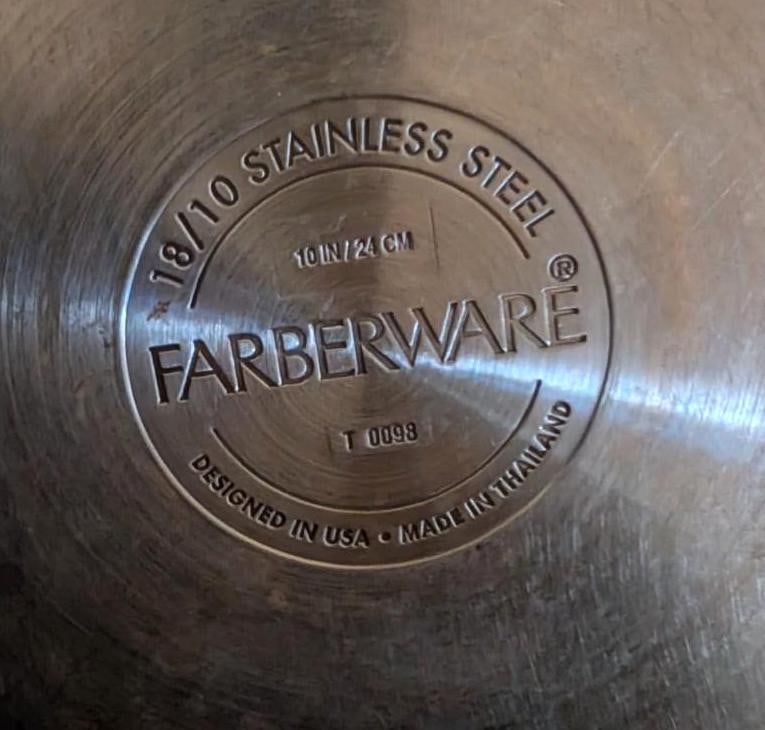 18/10 STAINLESS STEEL
10 IN / 24 CM
FARBERWARE®
T 0098
DESIGNED IN USA • MADE IN THAILAND